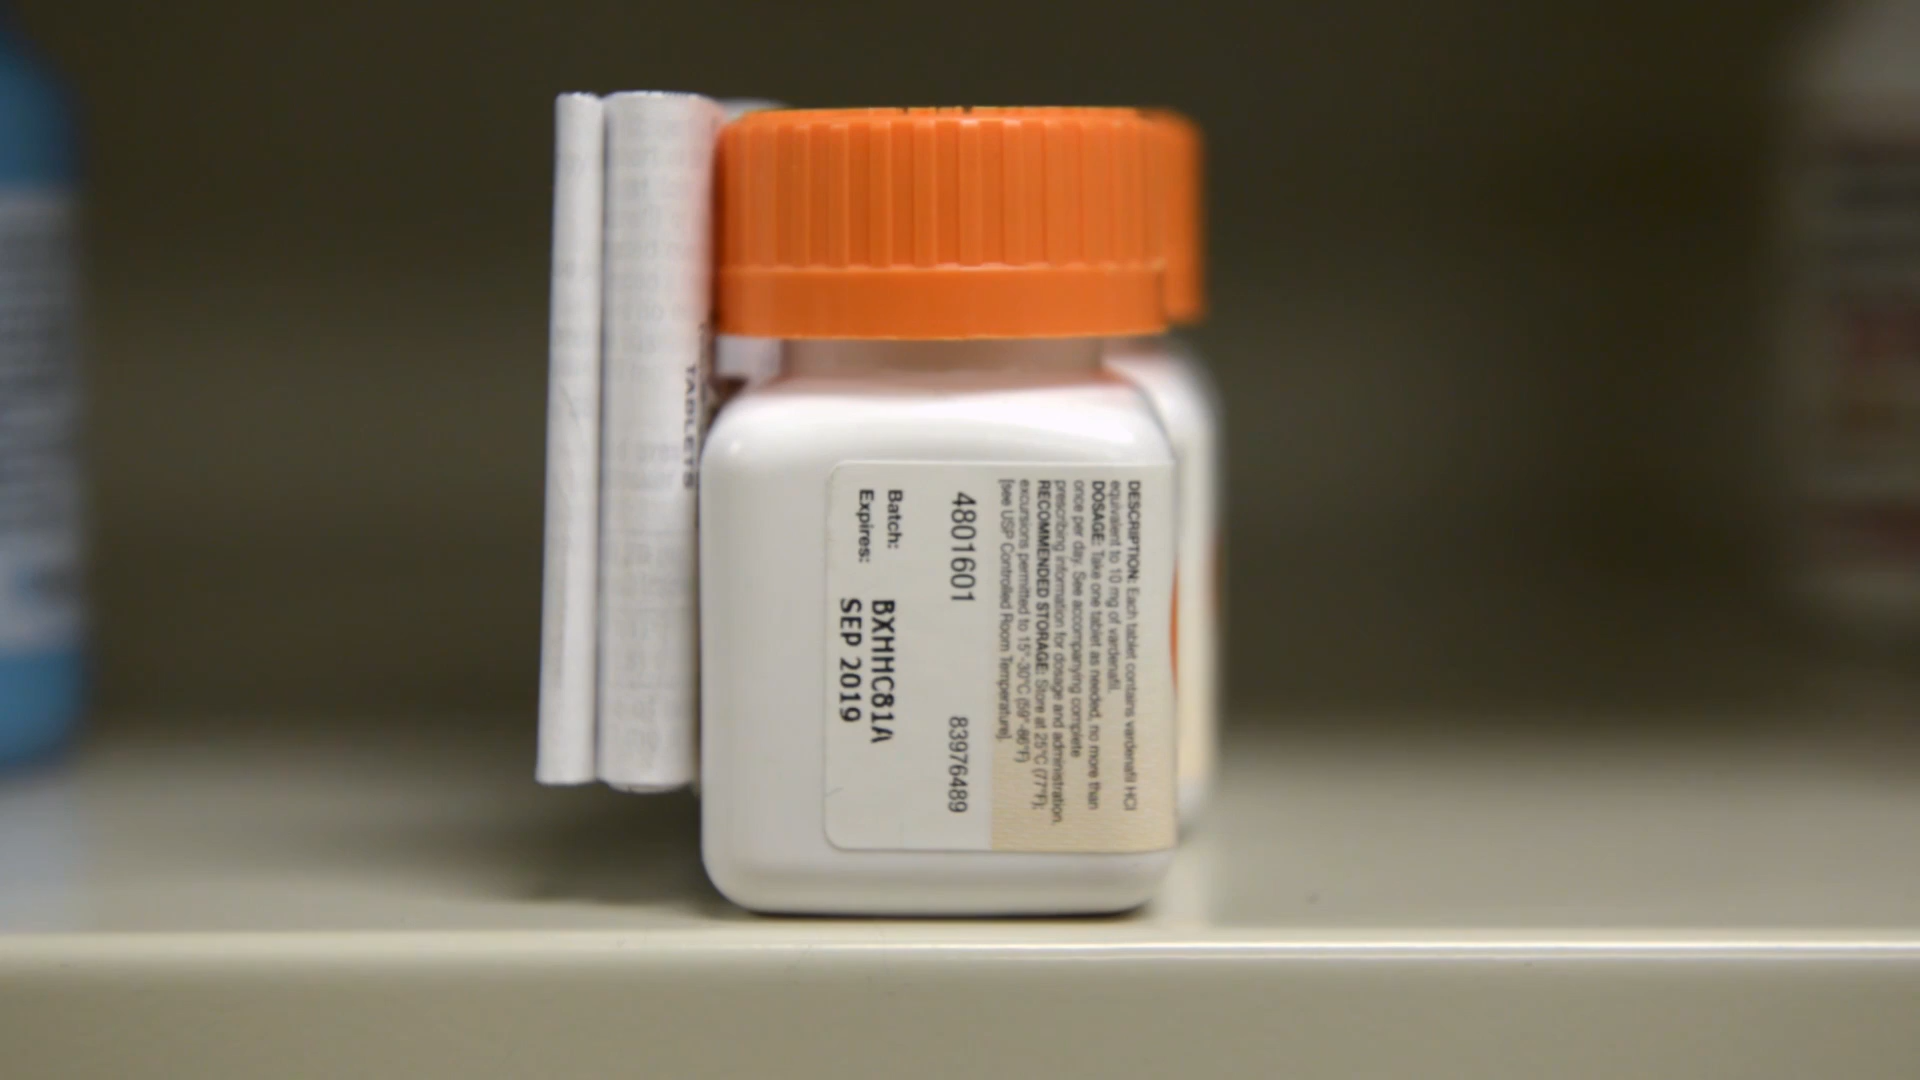 DESCRIPTION: Each tablet contains vardenafil HCl
equivalent to 10 mg of vardenafil.
DOSAGE: Take one tablet as needed, no more than
once per day. See accompanying complete
prescribing information for dosage and administration.
RECOMMENDED STORAGE: Store at 25°C (77°F);
excursions permitted to 15°-30°C (59°-86°F)
[see USP Controlled Room Temperature].
4801601 83976489
Batch: BXHHC81A
Expires: SEP 2019
TABLETS